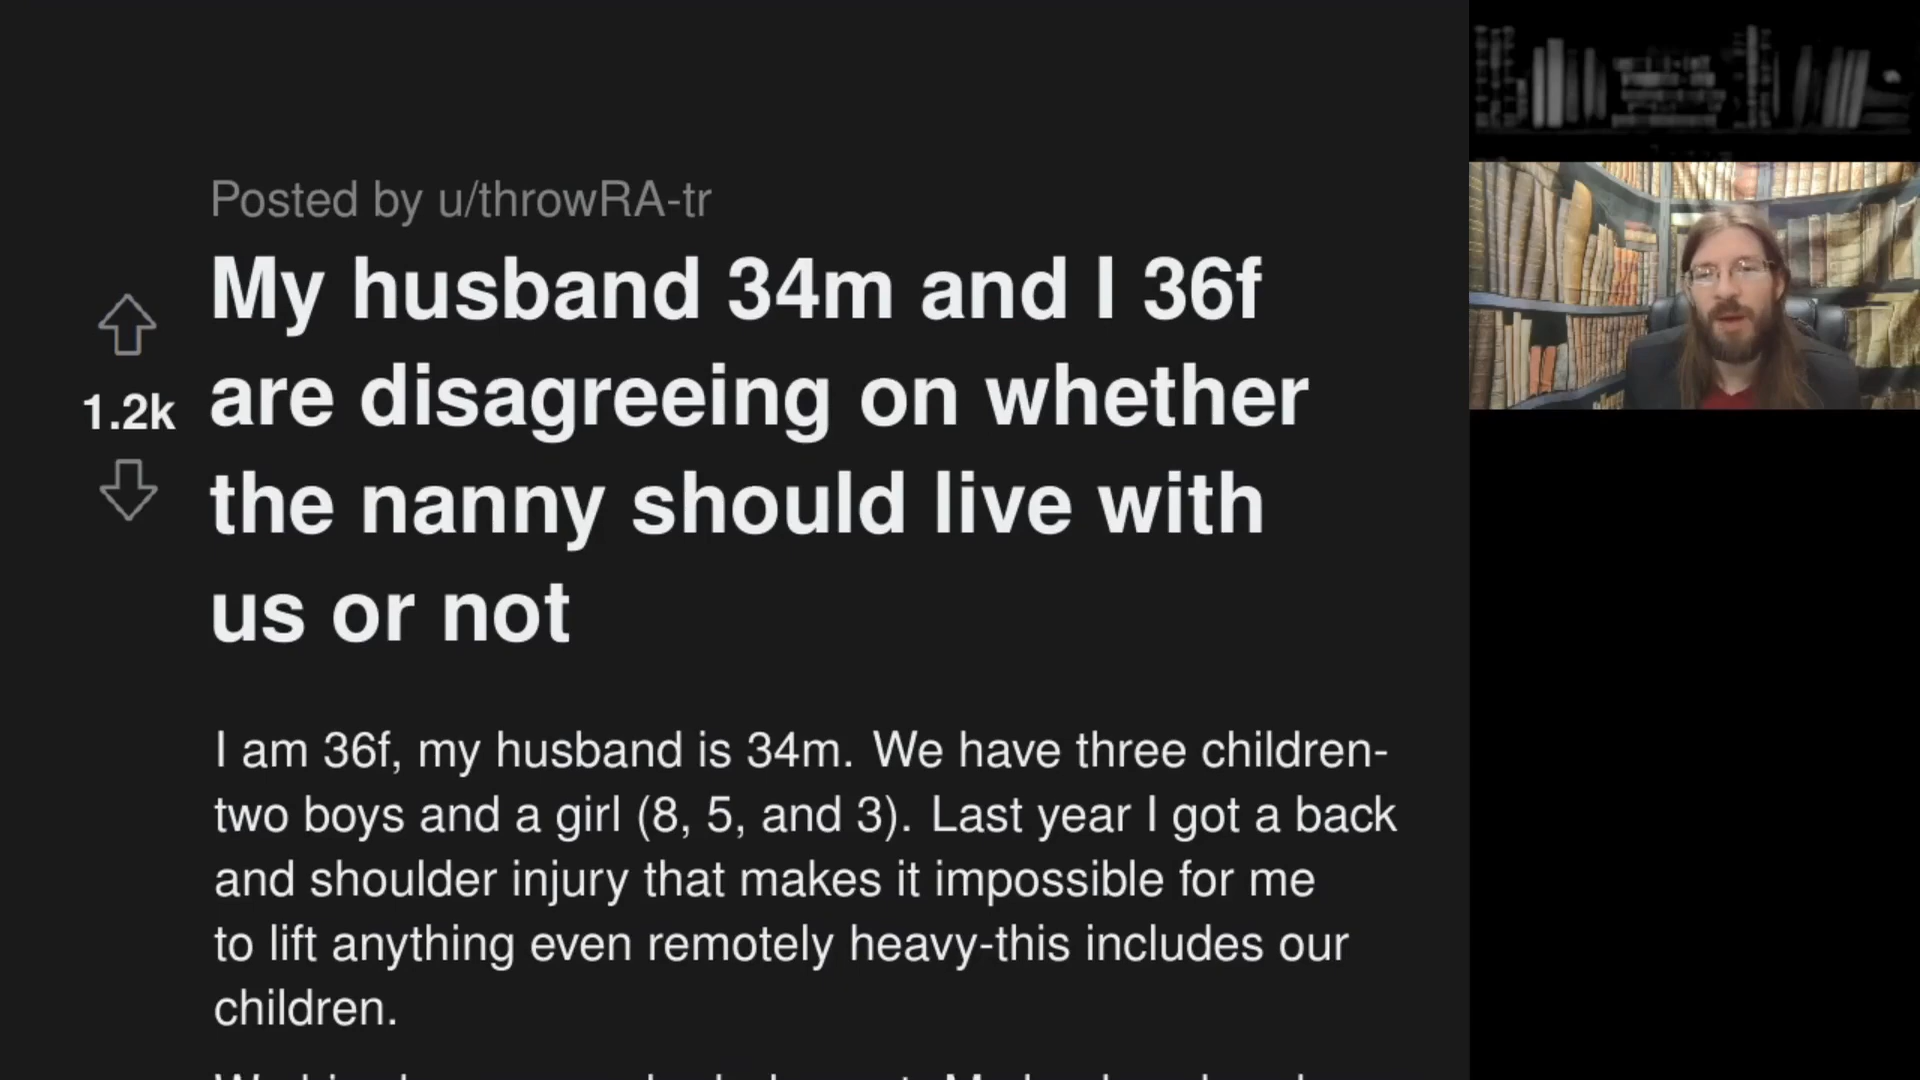 Posted by u/throwRA-tr
My husband 34m and I 36f
are disagreeing on whether
the nanny should live with
us or not
1.2k
I am 36f, my husband is 34m. We have three children-
two boys and a girl (8, 5, and 3). Last year I got a back
and shoulder injury that makes it impossible for me
to lift anything even remotely heavy-this includes our
children.